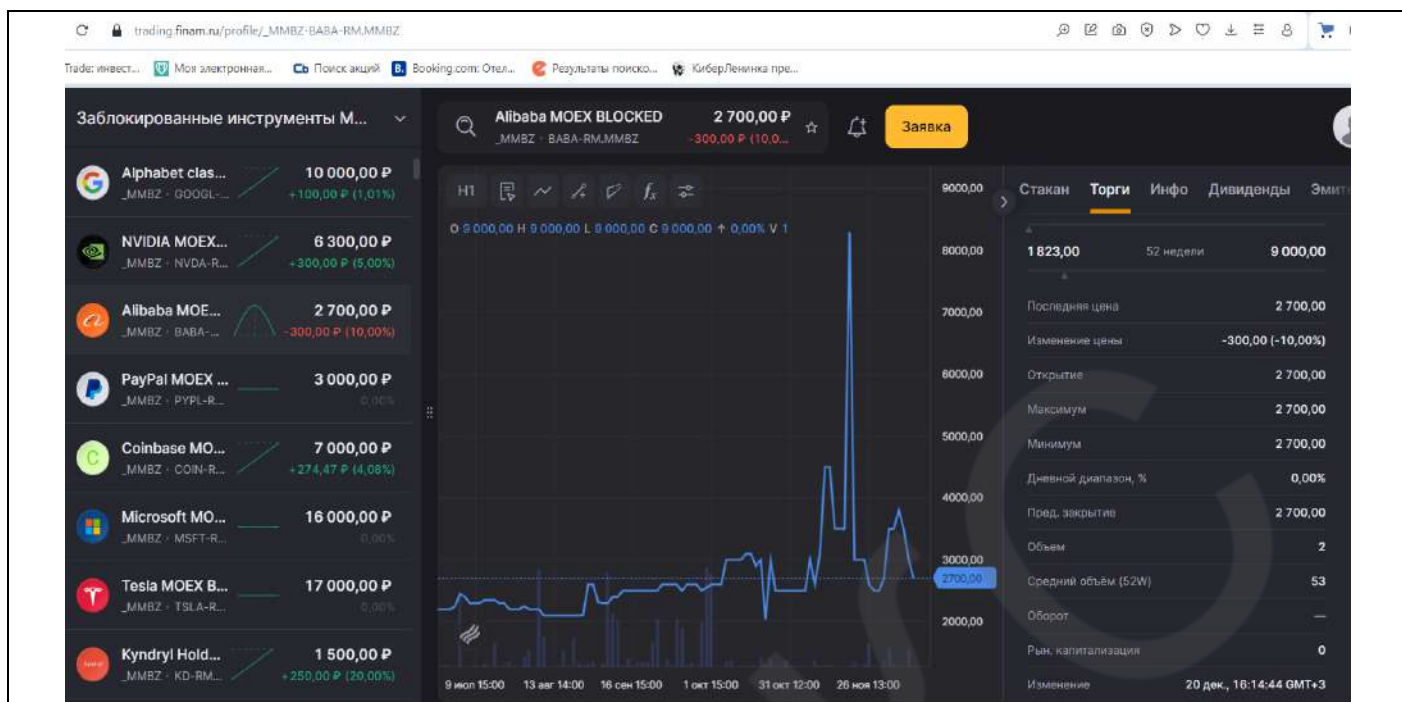 trading.finam.ru/profile/_MMBZ-BABA-RM.MMBZ
Trade: инвест... Моя электронная... Сb Поиск акций B. Booking.com: Отел... Результаты поиско... КиберЛенинка пре...
Заблокированные инструменты М...
Alphabet clas... 10 000,00 ₽
_MMBZ · GOOGL-... +100,00 ₽ (1,01%)
NVIDIA MOEX... 6 300,00 ₽
_MMBZ · NVDA-R... +300,00 ₽ (5,00%)
Alibaba MOE... 2 700,00 ₽
_MMBZ · BABA-... -300,00 ₽ (10,00%)
PayPal MOEX ... 3 000,00 ₽
_MMBZ · PYPL-R... 0,00%
Coinbase MO... 7 000,00 ₽
_MMBZ · COIN-R... +274,47 ₽ (4,08%)
Microsoft MO... 16 000,00 ₽
_MMBZ · MSFT-R... 0,00%
Tesla MOEX B... 17 000,00 ₽
_MMBZ · TSLA-R... 0,00%
Kyndryl Hold... 1 500,00 ₽
_MMBZ · KD-RM... +250,00 ₽ (20,00%)
Alibaba MOEX BLOCKED 2 700,00 ₽
_MMBZ · BABA-RM.MMBZ -300,00 ₽ (10,0...
Заявка
H1 fx
O 9 000,00 H 9 000,00 L 9 000,00 C 9 000,00 ↑ 0,00% V 1
9000,00
8000,00
7000,00
6000,00
5000,00
4000,00
3000,00
2700,00
2000,00
9 июл 15:00 13 авг 14:00 16 сен 15:00 1 окт 15:00 31 окт 12:00 26 ноя 13:00
Стакан Торги Инфо Дивиденды Эмит
1 823,00 52 недели 9 000,00
Последняя цена 2 700,00
Изменение цены -300,00 (-10,00%)
Открытие 2 700,00
Максимум 2 700,00
Минимум 2 700,00
Дневной диапазон, % 0,00%
Пред. закрытие 2 700,00
Объем 2
Средний объём (52W) 53
Оборот —
Рын. капитализация 0
Изменение 20 дек., 16:14:44 GMT+3